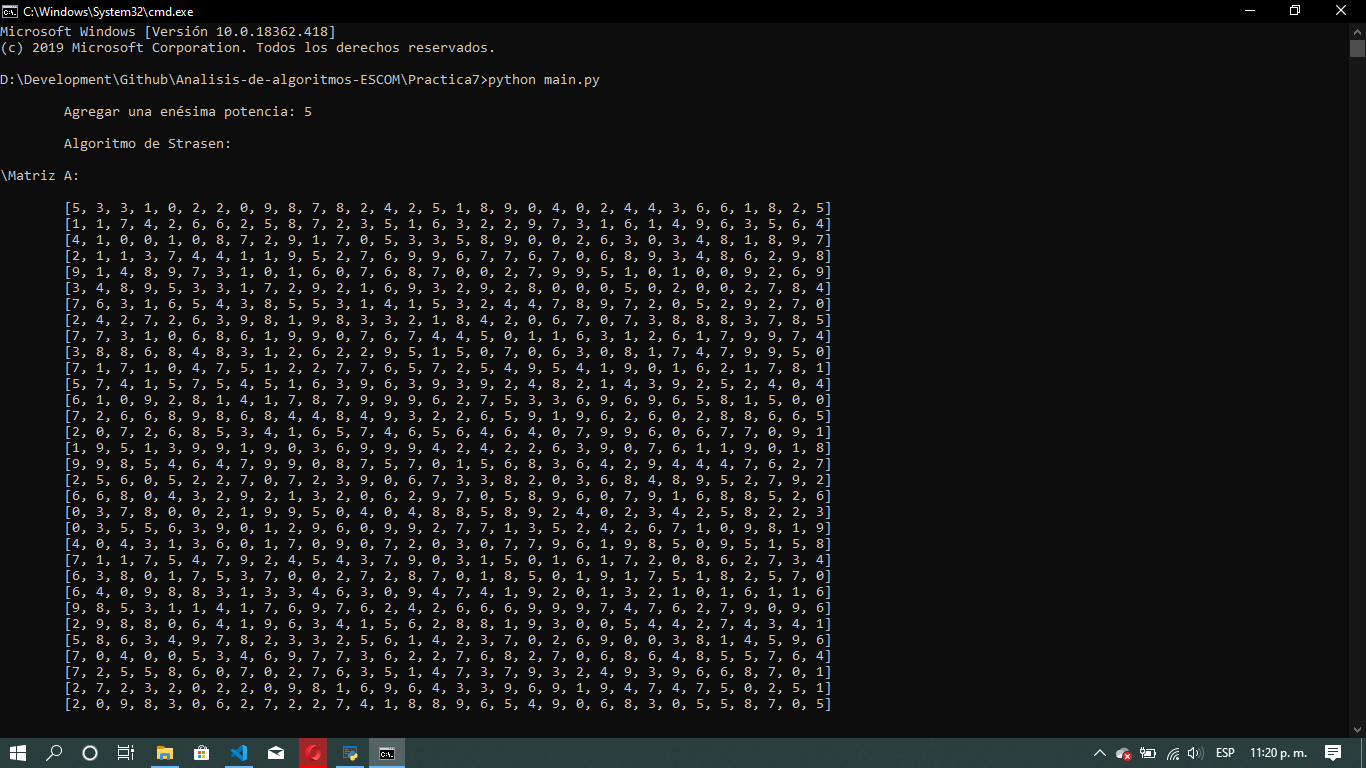 C:\Windows\System32\cmd.exe
Microsoft Windows [Versión 10.0.18362.418]
(c) 2019 Microsoft Corporation. Todos los derechos reservados.
D:\Development\Github\Analisis-de-algoritmos-ESCOM\Practica7>python main.py
Agregar una enésima potencia: 5
Algoritmo de Strasen:
\Matriz A:
[5, 3, 3, 1, 0, 2, 2, 0, 9, 8, 7, 8, 2, 4, 2, 5, 1, 8, 9, 0, 4, 0, 2, 4, 4, 3, 6, 6, 1, 8, 2, 5]
[1, 1, 7, 4, 2, 6, 6, 2, 5, 8, 7, 2, 3, 5, 1, 6, 3, 2, 2, 9, 7, 3, 1, 6, 1, 4, 9, 6, 3, 5, 6, 4]
[4, 1, 0, 0, 1, 0, 8, 7, 2, 9, 1, 7, 0, 5, 3, 3, 5, 8, 9, 0, 0, 2, 6, 3, 0, 3, 4, 8, 1, 8, 9, 7]
[2, 1, 1, 3, 7, 4, 4, 1, 1, 9, 5, 2, 7, 6, 9, 9, 6, 7, 7, 6, 7, 0, 6, 8, 9, 3, 4, 8, 6, 2, 9, 8]
[9, 1, 4, 8, 9, 7, 3, 1, 0, 1, 6, 0, 7, 6, 8, 7, 0, 0, 2, 7, 9, 9, 5, 1, 0, 1, 0, 0, 9, 2, 6, 9]
[3, 4, 8, 9, 5, 3, 3, 1, 7, 2, 9, 2, 1, 6, 9, 3, 2, 9, 2, 8, 0, 0, 0, 5, 0, 2, 0, 0, 2, 7, 8, 4]
[7, 6, 3, 1, 6, 5, 4, 3, 8, 5, 5, 3, 1, 4, 1, 5, 3, 2, 4, 4, 7, 8, 9, 7, 2, 0, 5, 2, 9, 2, 7, 0]
[2, 4, 2, 7, 2, 6, 3, 9, 8, 1, 9, 8, 3, 3, 2, 1, 8, 4, 2, 0, 6, 7, 0, 7, 3, 8, 8, 8, 3, 7, 8, 5]
[7, 7, 3, 1, 0, 6, 8, 6, 1, 9, 9, 0, 7, 6, 7, 4, 4, 5, 0, 1, 1, 6, 3, 1, 2, 6, 1, 7, 9, 9, 7, 4]
[3, 8, 8, 6, 8, 4, 8, 3, 1, 2, 6, 2, 2, 9, 5, 1, 5, 0, 7, 0, 6, 3, 0, 8, 1, 7, 4, 7, 9, 9, 5, 0]
[7, 1, 7, 1, 0, 4, 7, 5, 1, 2, 2, 7, 7, 6, 5, 7, 2, 5, 4, 9, 5, 4, 1, 9, 0, 1, 6, 2, 1, 7, 8, 1]
[5, 7, 4, 1, 5, 7, 5, 4, 5, 1, 6, 3, 9, 6, 3, 9, 3, 9, 2, 4, 8, 2, 1, 4, 3, 9, 2, 5, 2, 4, 0, 4]
[6, 1, 0, 9, 2, 8, 1, 4, 1, 7, 8, 7, 9, 9, 9, 6, 2, 7, 5, 3, 3, 6, 9, 6, 9, 6, 5, 8, 1, 5, 0, 0]
[7, 2, 6, 6, 8, 9, 8, 6, 8, 4, 4, 8, 4, 9, 3, 2, 2, 6, 5, 9, 1, 9, 6, 2, 6, 0, 2, 8, 8, 6, 6, 5]
[2, 0, 7, 2, 6, 8, 5, 3, 4, 1, 6, 5, 7, 4, 6, 5, 6, 4, 6, 4, 0, 7, 9, 9, 6, 0, 6, 7, 7, 0, 9, 1]
[1, 9, 5, 1, 3, 9, 9, 1, 9, 0, 3, 6, 9, 9, 9, 4, 2, 4, 2, 2, 6, 3, 9, 0, 7, 6, 1, 1, 9, 0, 1, 8]
[9, 9, 8, 5, 4, 6, 4, 7, 9, 9, 0, 8, 7, 5, 7, 0, 1, 5, 6, 8, 3, 6, 4, 2, 9, 4, 4, 4, 7, 6, 2, 7]
[2, 5, 6, 0, 5, 2, 2, 7, 0, 7, 2, 3, 9, 0, 6, 7, 3, 3, 8, 2, 0, 3, 6, 8, 4, 8, 9, 5, 2, 7, 9, 2]
[6, 6, 8, 0, 4, 3, 2, 9, 2, 1, 3, 2, 0, 6, 2, 9, 7, 0, 5, 8, 9, 6, 0, 7, 9, 1, 6, 8, 8, 5, 2, 6]
[0, 3, 7, 8, 0, 0, 2, 1, 9, 9, 5, 0, 4, 0, 4, 8, 8, 5, 8, 9, 2, 4, 0, 2, 3, 4, 2, 5, 8, 2, 2, 3]
[0, 3, 5, 5, 6, 3, 9, 0, 1, 2, 9, 6, 0, 9, 9, 2, 7, 7, 1, 3, 5, 2, 4, 2, 6, 7, 1, 0, 9, 8, 1, 9]
[4, 0, 4, 3, 1, 3, 6, 0, 1, 7, 0, 9, 0, 7, 2, 0, 3, 0, 7, 7, 9, 6, 1, 9, 8, 5, 0, 9, 5, 1, 5, 8]
[7, 1, 1, 7, 5, 4, 7, 9, 2, 4, 5, 4, 3, 7, 9, 0, 3, 1, 5, 0, 1, 6, 1, 7, 2, 0, 8, 6, 2, 7, 3, 4]
[6, 3, 8, 0, 1, 7, 5, 3, 7, 0, 0, 2, 7, 2, 8, 7, 0, 1, 8, 5, 0, 1, 9, 1, 7, 5, 1, 8, 2, 5, 7, 0]
[6, 4, 0, 9, 8, 8, 3, 1, 3, 3, 4, 6, 3, 0, 9, 4, 7, 4, 1, 9, 2, 0, 1, 3, 2, 1, 0, 1, 6, 1, 1, 6]
[9, 8, 5, 3, 1, 1, 4, 1, 7, 6, 9, 7, 6, 2, 4, 2, 6, 6, 6, 9, 9, 9, 7, 4, 7, 6, 2, 7, 9, 0, 9, 6]
[2, 9, 8, 8, 0, 6, 4, 1, 9, 6, 3, 4, 1, 5, 6, 2, 8, 8, 1, 9, 3, 0, 0, 5, 4, 4, 2, 7, 4, 3, 4, 1]
[5, 8, 6, 3, 4, 9, 7, 8, 2, 3, 3, 2, 5, 6, 1, 4, 2, 3, 7, 0, 2, 6, 9, 0, 0, 3, 8, 1, 4, 5, 9, 6]
[7, 0, 4, 0, 0, 5, 3, 4, 6, 9, 7, 7, 3, 6, 2, 2, 7, 6, 8, 2, 7, 0, 6, 8, 6, 4, 8, 5, 5, 7, 6, 4]
[7, 2, 5, 5, 8, 6, 0, 7, 0, 2, 7, 6, 3, 5, 1, 4, 7, 3, 7, 9, 3, 2, 4, 9, 3, 9, 6, 6, 8, 7, 0, 1]
[2, 7, 2, 3, 2, 0, 2, 2, 0, 9, 8, 1, 6, 9, 6, 4, 3, 3, 9, 6, 9, 1, 9, 4, 7, 4, 7, 5, 0, 2, 5, 1]
[2, 0, 9, 8, 3, 0, 6, 2, 7, 2, 2, 7, 4, 1, 8, 8, 9, 6, 5, 4, 9, 0, 6, 8, 3, 0, 5, 5, 8, 7, 0, 5]
ESP
11:20 p. m.